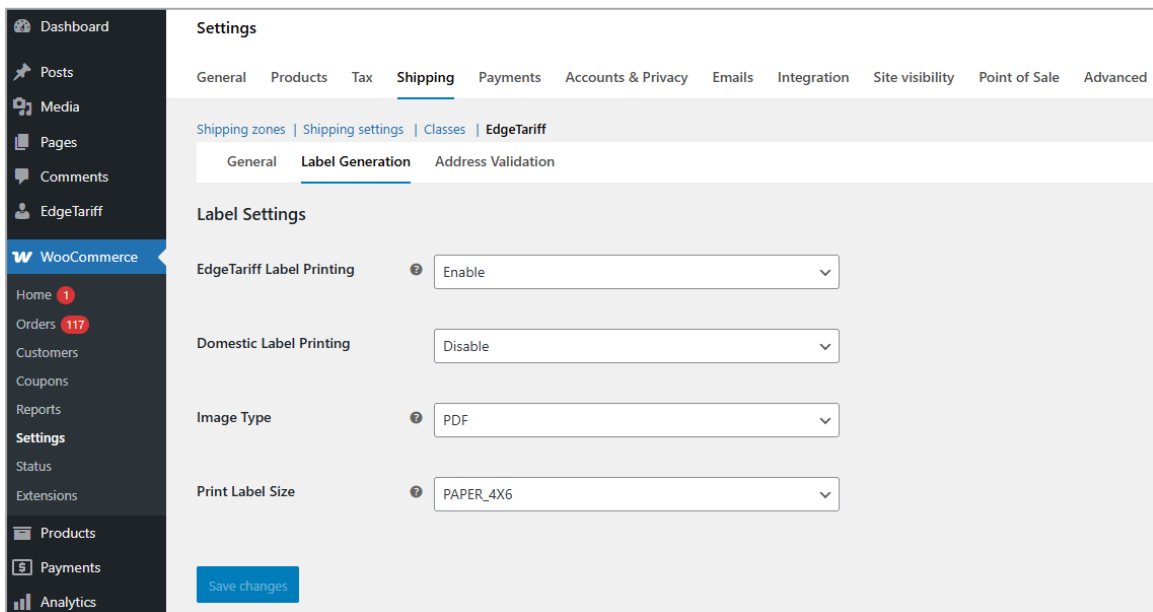 Dashboard
Posts
Media
Pages
Comments
EdgeTariff
WooCommerce
Home 1
Orders 117
Customers
Coupons
Reports
Settings
Status
Extensions
Products
Payments
Analytics
Settings
General Products Tax Shipping Payments Accounts & Privacy Emails Integration Site visibility Point of Sale Advanced
Shipping zones | Shipping settings | Classes | EdgeTariff
General Label Generation Address Validation
Label Settings
EdgeTariff Label Printing ? Enable
Domestic Label Printing Disable
Image Type ? PDF
Print Label Size ? PAPER_4X6
Save changes